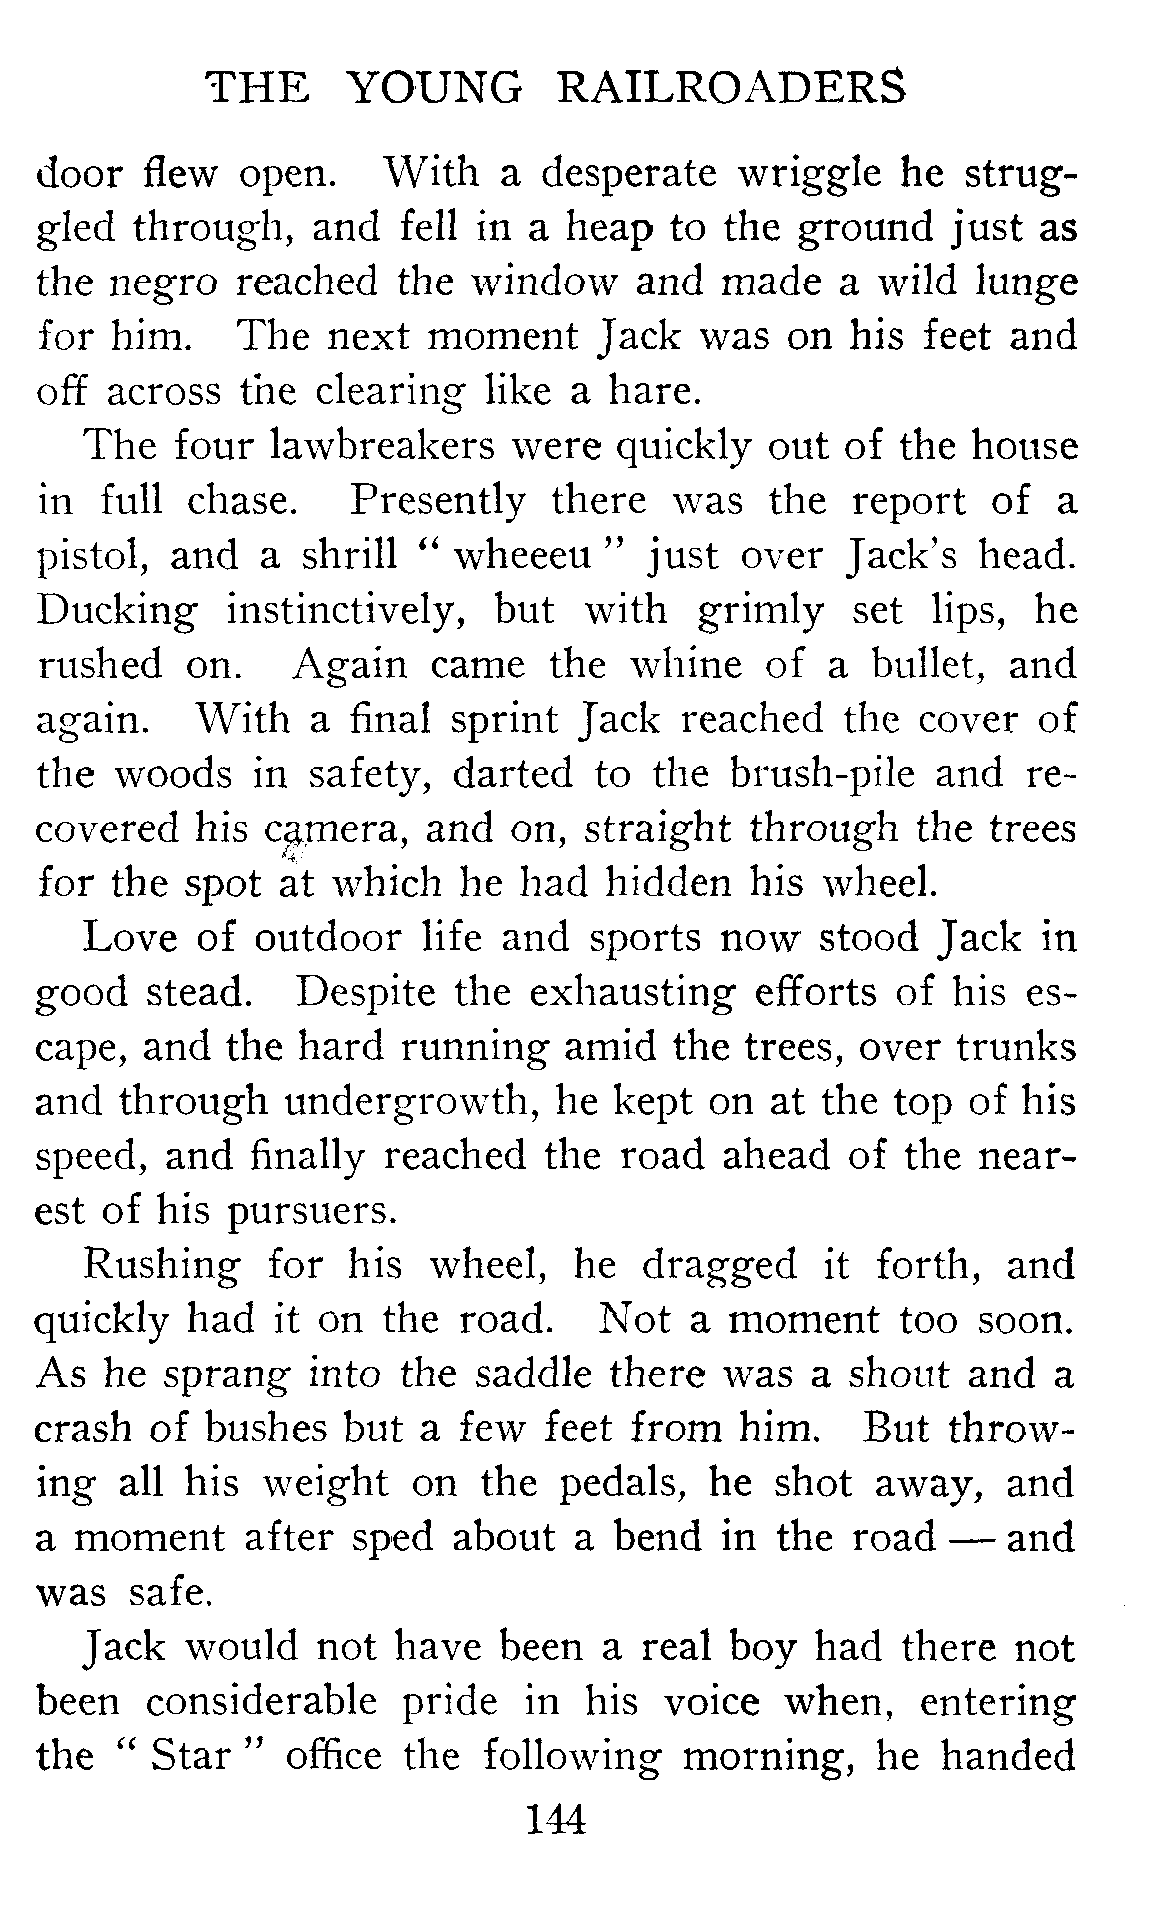 THE YOUNG RAILROADERS
door flew open. With a desperate wriggle he strug-
gled through, and fell in a heap to the ground just as
the negro reached the window and made a wild lunge
for him. The next moment Jack was on his feet and
off across the clearing like a hare.
The four lawbreakers were quickly out of the house
in full chase. Presently there was the report of a
pistol, and a shrill “ wheeeu ” just over Jack’s head.
Ducking instinctively, but with grimly set lips, he
rushed on. Again came the whine of a bullet, and
again. With a final sprint Jack reached the cover of
the woods in safety, darted to the brush-pile and re-
covered his camera, and on, straight through the trees
for the spot at which he had hidden his wheel.
Love of outdoor life and sports now stood Jack in
good stead. Despite the exhausting efforts of his es-
cape, and the hard running amid the trees, over trunks
and through undergrowth, he kept on at the top of his
speed, and finally reached the road ahead of the near-
est of his pursuers.
Rushing for his wheel, he dragged it forth, and
quickly had it on the road. Not a moment too soon.
As he sprang into the saddle there was a shout and a
crash of bushes but a few feet from him. But throw-
ing all his weight on the pedals, he shot away, and
a moment after sped about a bend in the road — and
was safe.
Jack would not have been a real boy had there not
been considerable pride in his voice when, entering
the “ Star ” office the following morning, he handed
144